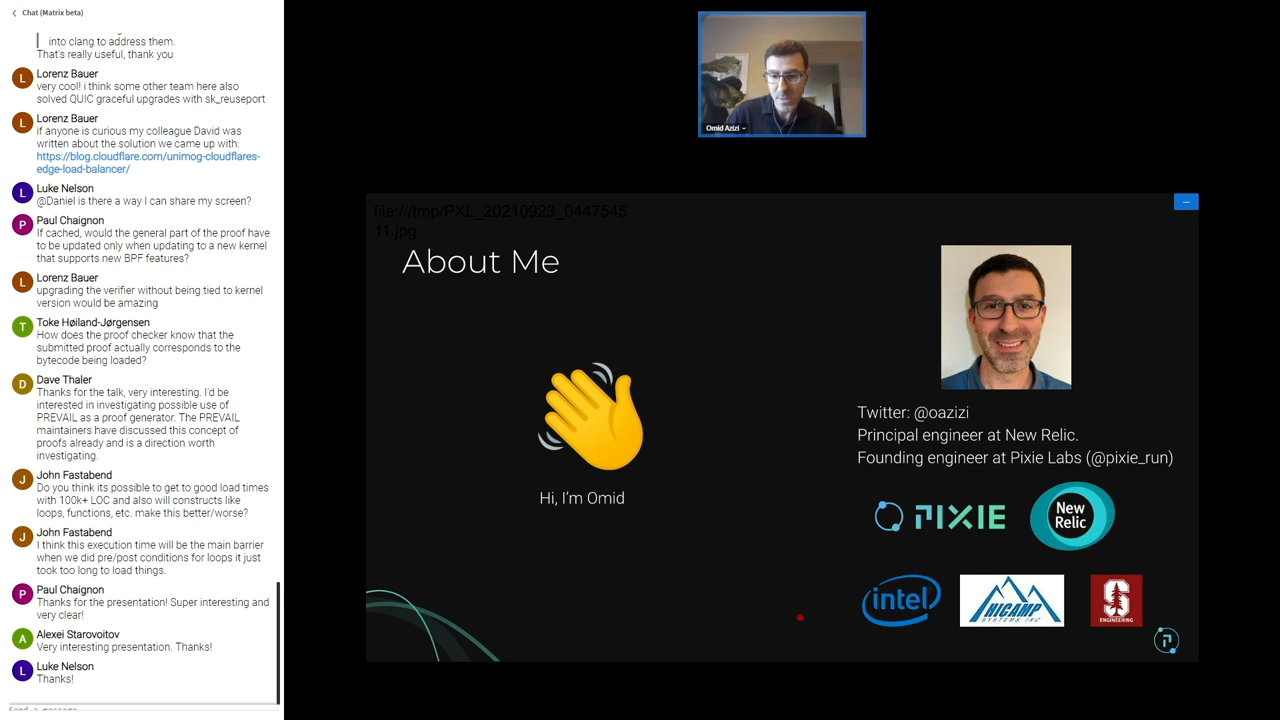 Chat (Matrix beta)
into clang to address them.
That's really useful, thank you
Lorenz Bauer
very cool! i think some other team here also
solved QUIC graceful upgrades with sk_reuseport
Lorenz Bauer
if anyone is curious my colleague David was
written about the solution we came up with:
https://blog.cloudflare.com/unimog-cloudflares-
edge-load-balancer/
L
L
Luke Nelson
@Daniel is there a way I can share my screen?
L
Paul Chaignon
If cached, would the general part of the proof have
to be updated only when updating to a new kernel
that supports new BPF features?
P
Lorenz Bauer
upgrading the verifier without being tied to kernel
version would be amazing
L
Toke Høiland-Jørgensen
How does the proof checker know that the
submitted proof actually corresponds to the
bytecode being loaded?
T
Dave Thaler
Thanks for the talk, very interesting. I'd be
interested in investigating possible use of
PREVAIL as a proof generator. The PREVAIL
maintainers have discussed this concept of
proofs already and is a direction worth
investigating.
D
John Fastabend
Do you think its possible to get to good load times
with 100k+ LOC and also will constructs like
loops, functions, etc. make this better/worse?
J
John Fastabend
I think this execution time will be the main barrier
when we did pre/post conditions for loops it just
took too long to load things.
J
Paul Chaignon
Thanks for the presentation! Super interesting and
very clear!
P
Alexei Starovoitov
Very interesting presentation. Thanks!
A
Luke Nelson
Thanks!
L
Omid Azizi
file:///tmp/PXL_20210923_0447545
11.jpg
About Me
Hi, I'm Omid
Twitter: @oazizi
Principal engineer at New Relic.
Founding engineer at Pixie Labs (@pixie_run)
PIXIE
New
Relic
intel
HICAMP
SYSTEMS INC
S
ENGINEERING